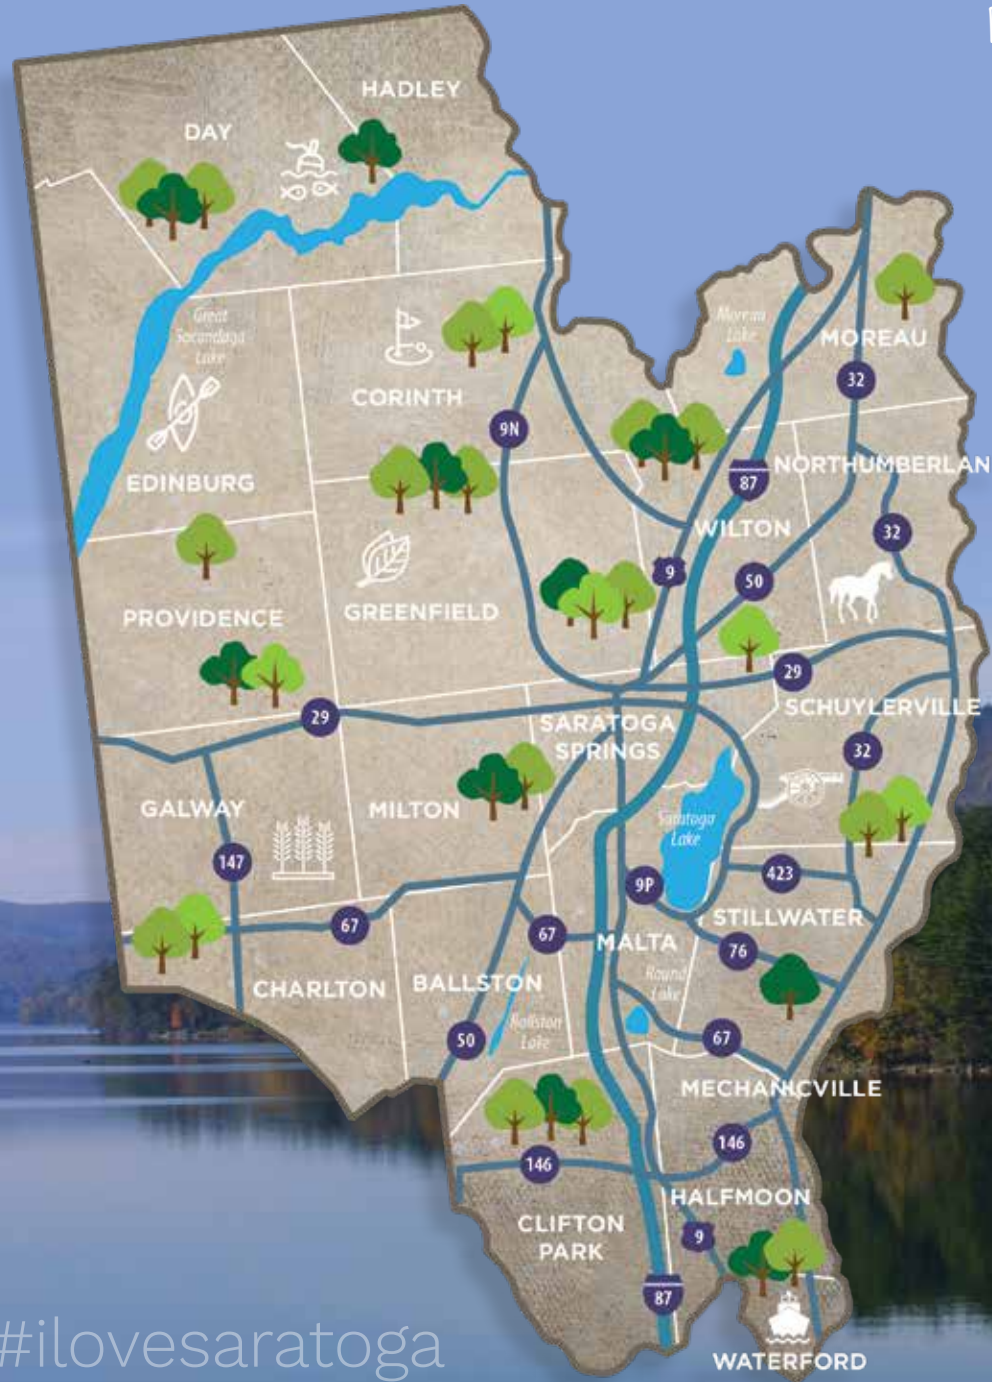 HADLEY
DAY
Great
Sacandaga
Lake
Moreau
Lake
MOREAU
32
CORINTH
9N
EDINBURG
87
NORTHUMBERLAN
WILTON
32
9
50
PROVIDENCE
GREENFIELD
29
29
SCHUYLERVILLE
SARATOGA
SPRINGS
32
GALWAY
MILTON
Saratoga
Lake
147
423
9P
67
67
STILLWATER
MALTA
76
CHARLTON
BALLSTON
Round
Lake
Ballston
Lake
50
67
MECHANICVILLE
146
146
HALFMOON
CLIFTON
PARK
9
87
#ilovesaratoga
WATERFORD